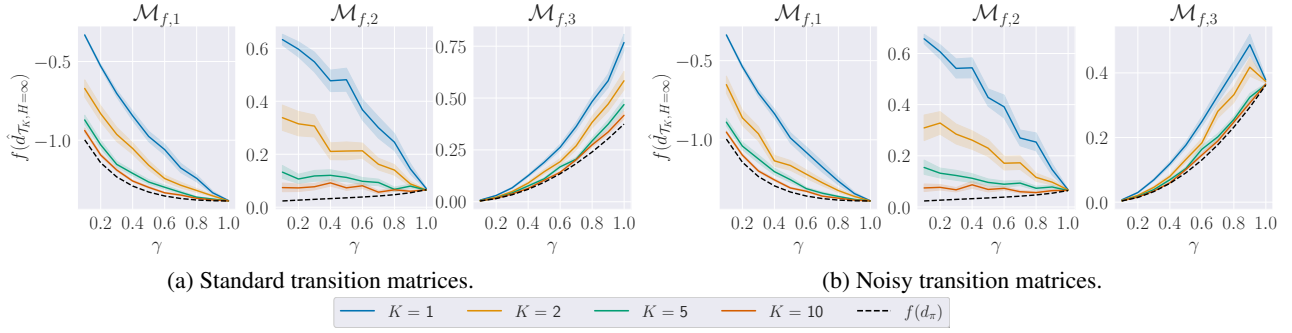 M_{f,1} M_{f,2} M_{f,3} M_{f,1} M_{f,2} M_{f,3}
f(d̂_{T_K,H=∞})
−0.5
−1.0
0.6
0.4
0.2
0.0
0.75
0.50
0.25
0.00
f(d̂_{T_K,H=∞})
−0.5
−1.0
0.6
0.4
0.2
0.0
0.4
0.2
0.0
0.2 0.4 0.6 0.8 1.0 0.2 0.4 0.6 0.8 1.0 0.2 0.4 0.6 0.8 1.0 0.2 0.4 0.6 0.8 1.0 0.2 0.4 0.6 0.8 1.0 0.2 0.4 0.6 0.8 1.0
γ γ γ γ γ γ
(a) Standard transition matrices. (b) Noisy transition matrices.
K = 1 K = 2 K = 5 K = 10 f(d_π)